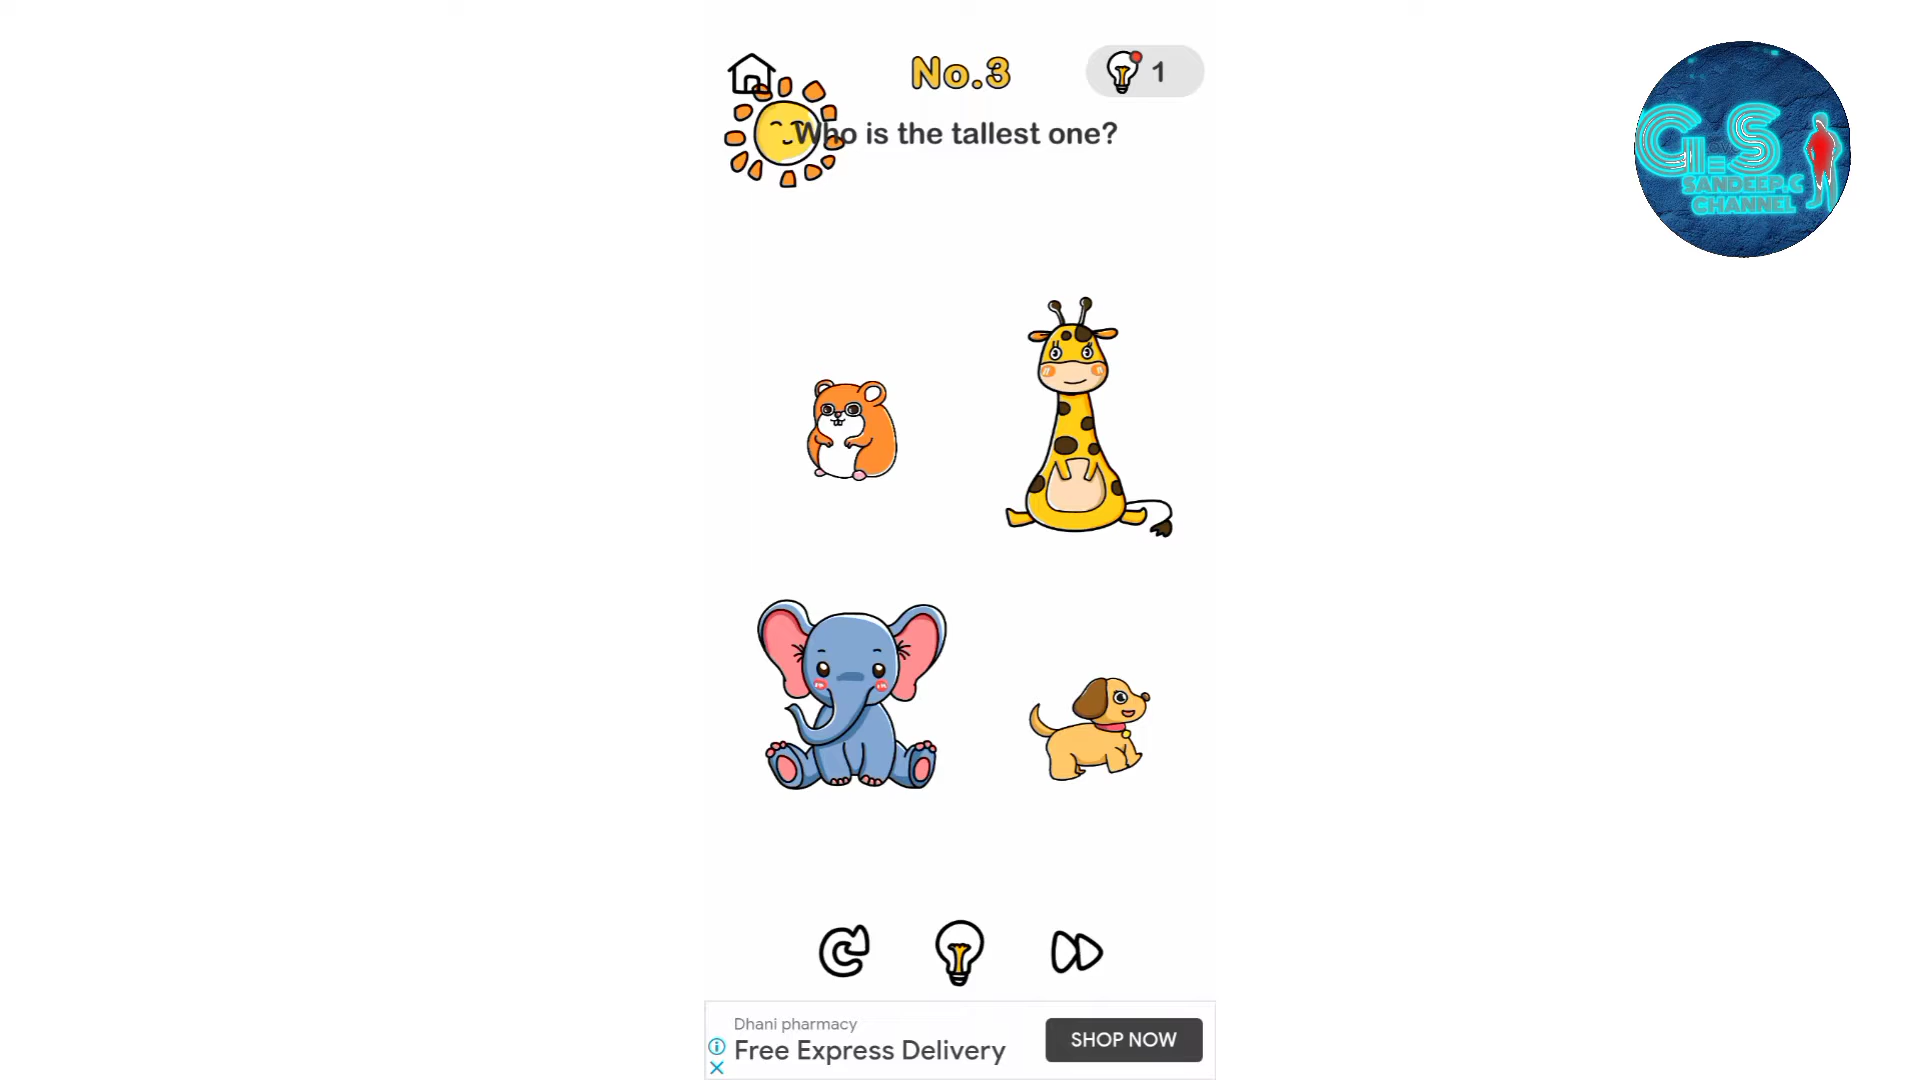 No.3
1
Who is the tallest one?
G.S
SANDEEP.C
CHANNEL
Dhani pharmacy
Free Express Delivery
SHOP NOW